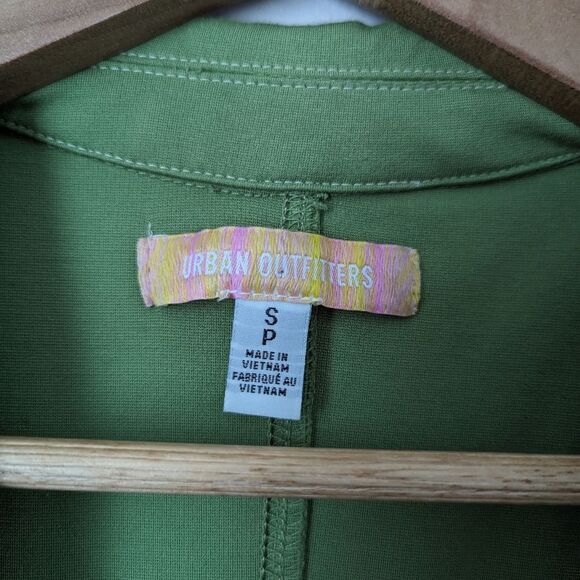 URBAN OUTFITTERS
S
P
MADE IN
VIETNAM
FABRIQUÉ AU
VIETNAM